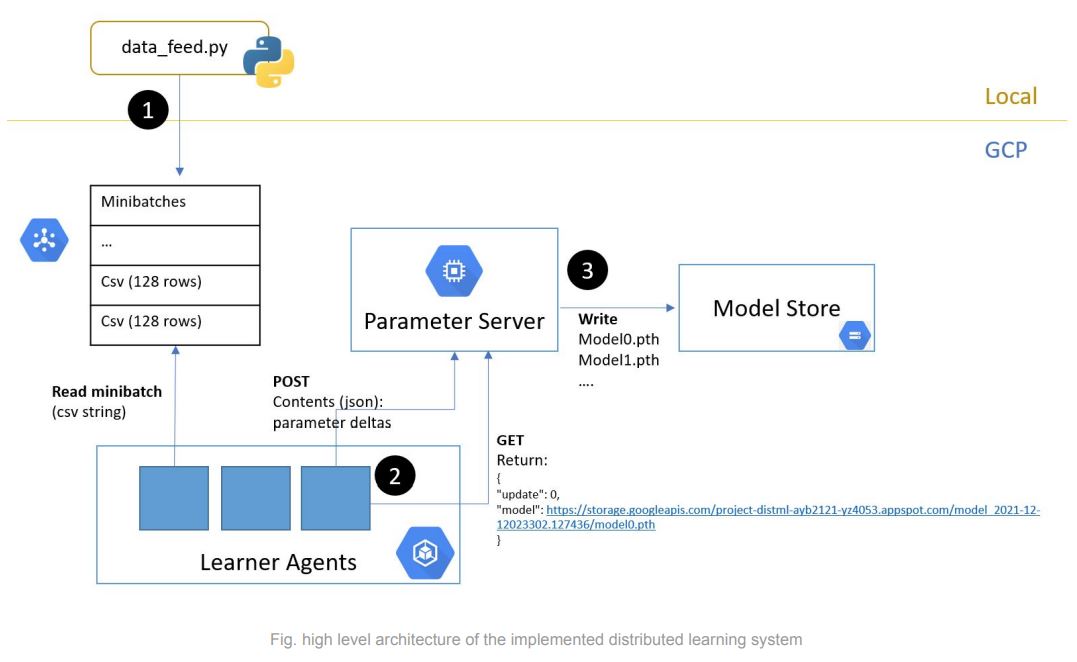 data_feed.py
1
Local
GCP
Minibatches
...
Csv (128 rows)
Csv (128 rows)
Parameter Server
3
Write
Model0.pth
Model1.pth
....
Model Store
Read minibatch
(csv string)
POST
Contents (json):
parameter deltas
2
Learner Agents
GET
Return:
{
"update": 0,
"model": https://storage.googleapis.com/project-distml-ayb2121-yz4053.appspot.com/model_2021-12-
12023302.127436/model0.pth
}
Fig. high level architecture of the implemented distributed learning system